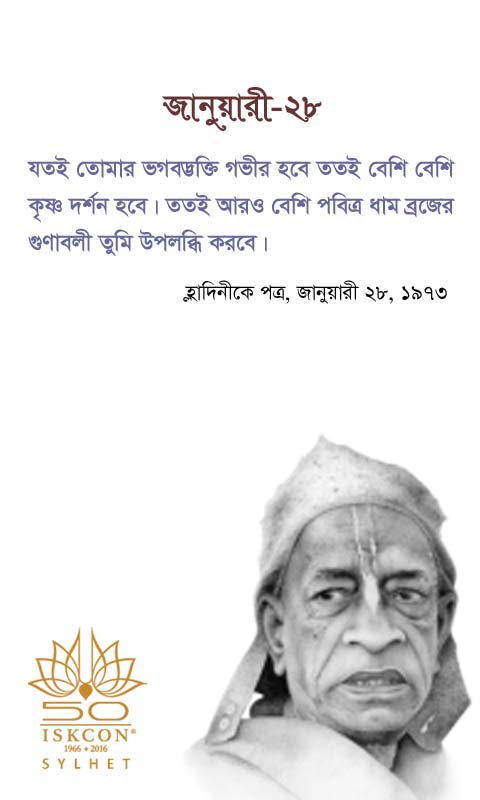 জানুয়ারী-২৮
যতই তোমার ভগবদ্ভক্তি গভীর হবে ততই বেশি বেশি
কৃষ্ণ দর্শন হবে। ততই আরও বেশি পবিত্র ধাম ব্রজের
গুণাবলী তুমি উপলব্ধি করবে।
হ্লাদিনীকে পত্র, জানুয়ারী ২৮, ১৯৭৩
50
ISKCON®
1966 • 2016
SYLHET